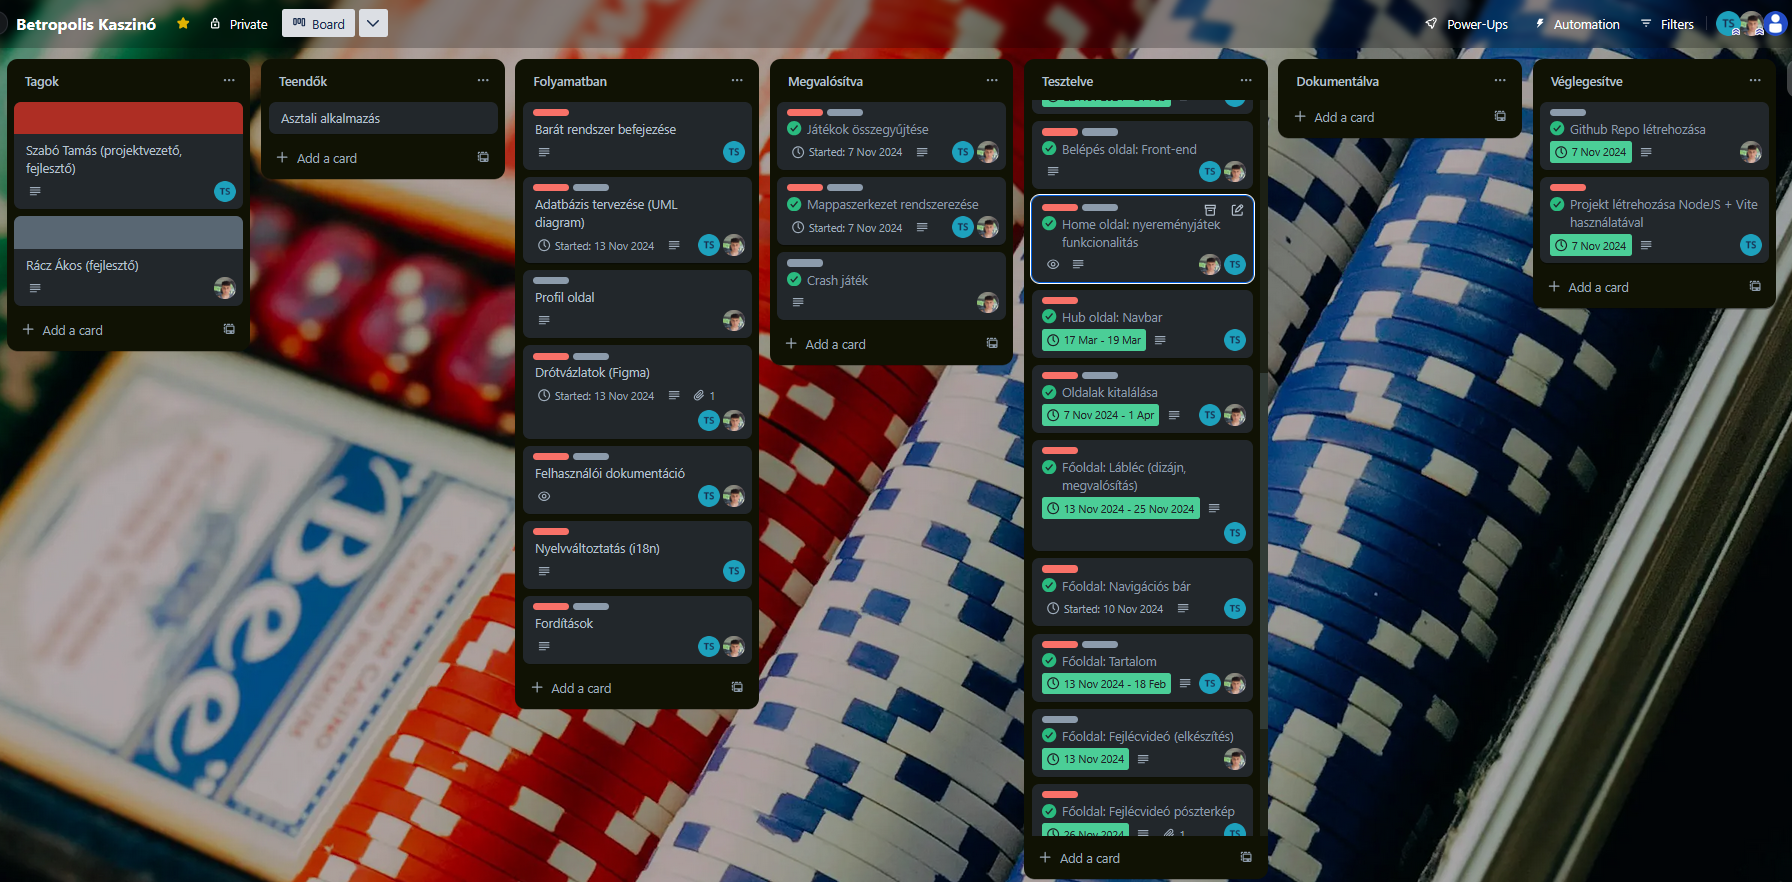 Betropolis Kaszinó
Private
Board
Power-Ups
Automation
Filters
TS
Tagok
Szabó Tamás (projektvezető,
fejlesztő)
TS
Rácz Ákos (fejlesztő)
Add a card
Teendők
Asztali alkalmazás
Add a card
Folyamatban
Barát rendszer befejezése
TS
Adatbázis tervezése (UML
diagram)
Started: 13 Nov 2024
TS
Profil oldal
Drótvázlatok (Figma)
Started: 13 Nov 2024
1
TS
Felhasználói dokumentáció
TS
Nyelvváltoztatás (i18n)
TS
Fordítások
TS
Add a card
Megvalósítva
Játékok összegyűjtése
Started: 7 Nov 2024
TS
Mappaszerkezet rendszerezése
Started: 7 Nov 2024
TS
Crash játék
Add a card
Tesztelve
Belépés oldal: Front-end
TS
Home oldal: nyereményjáték
funkcionalitás
TS
Hub oldal: Navbar
17 Mar - 19 Mar
TS
Oldalak kitalálása
7 Nov 2024 - 1 Apr
TS
Főoldal: Lábléc (dizájn,
megvalósítás)
13 Nov 2024 - 25 Nov 2024
TS
Főoldal: Navigációs bár
Started: 10 Nov 2024
TS
Főoldal: Tartalom
13 Nov 2024 - 18 Feb
TS
Főoldal: Fejlécvideó (elkészítés)
13 Nov 2024
Főoldal: Fejlécvideó pószterkép
26 Nov 2024
1
TS
Add a card
Dokumentálva
Add a card
Véglegesítve
Github Repo létrehozása
7 Nov 2024
Projekt létrehozása NodeJS + Vite
használatával
7 Nov 2024
TS
Add a card
Bee